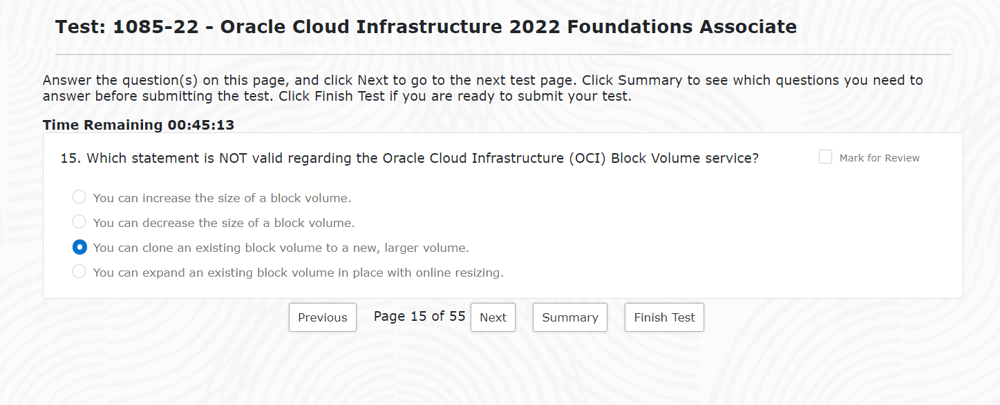 Test: 1085-22 - Oracle Cloud Infrastructure 2022 Foundations Associate
Answer the question(s) on this page, and click Next to go to the next test page. Click Summary to see which questions you need to
answer before submitting the test. Click Finish Test if you are ready to submit your test.
Time Remaining 00:45:13
15. Which statement is NOT valid regarding the Oracle Cloud Infrastructure (OCI) Block Volume service? Mark for Review
You can increase the size of a block volume.
You can decrease the size of a block volume.
You can clone an existing block volume to a new, larger volume.
You can expand an existing block volume in place with online resizing.
Previous Page 15 of 55 Next Summary Finish Test